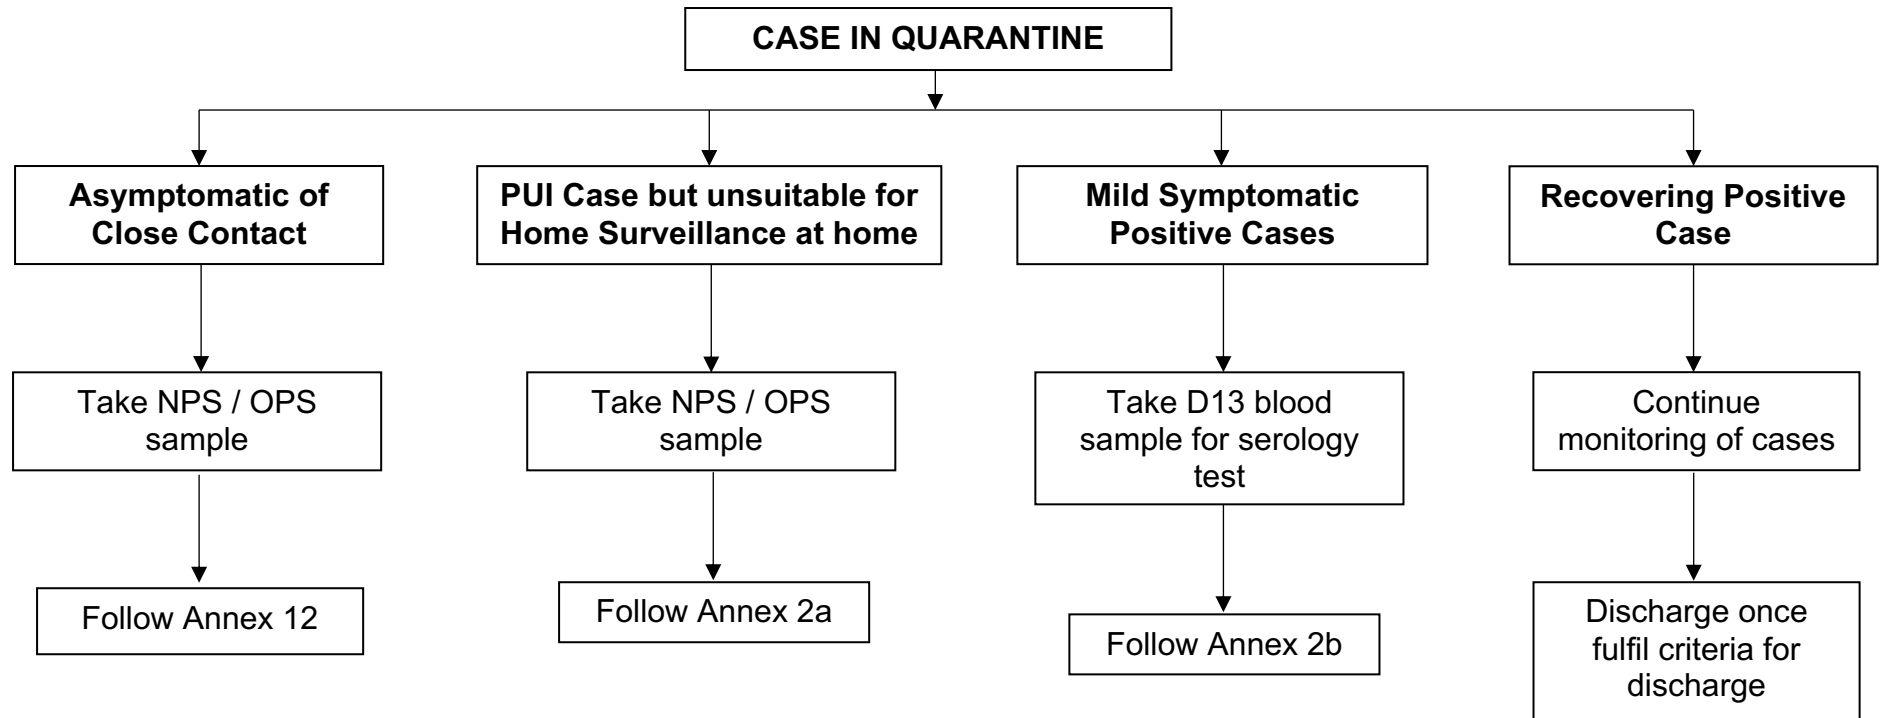 CASE IN QUARANTINE
Asymptomatic of
Close Contact
PUI Case but unsuitable for
Home Surveillance at home
Mild Symptomatic
Positive Cases
Recovering Positive
Case
Take NPS / OPS
sample
Take NPS / OPS
sample
Take D13 blood
sample for serology
test
Continue
monitoring of cases
Follow Annex 12
Follow Annex 2a
Follow Annex 2b
Discharge once
fulfil criteria for
discharge